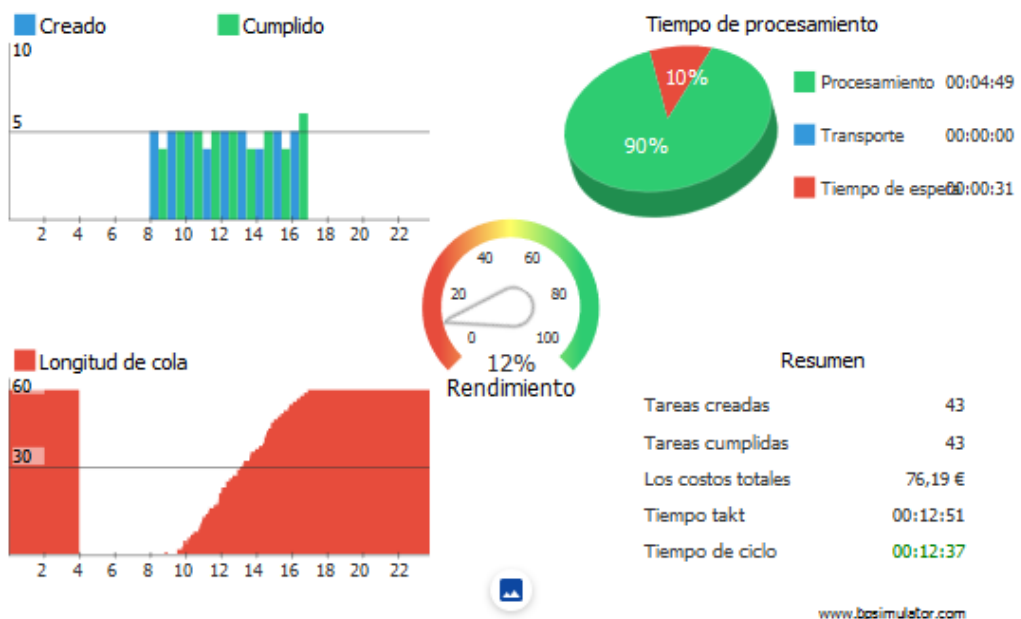 Creado Cumplido
10
5
2 4 6 8 10 12 14 16 18 20 22
Tiempo de procesamiento
10%
90%
Procesamiento 00:04:49
Transporte 00:00:00
Tiempo de espera 00:00:31
0 20 40 60 80 100
12%
Rendimiento
Longitud de cola
60
30
2 4 6 8 10 12 14 16 18 20 22
Resumen
Tareas creadas 43
Tareas cumplidas 43
Los costos totales 76,19 €
Tiempo takt 00:12:51
Tiempo de ciclo 00:12:37
www.bpsimulator.com